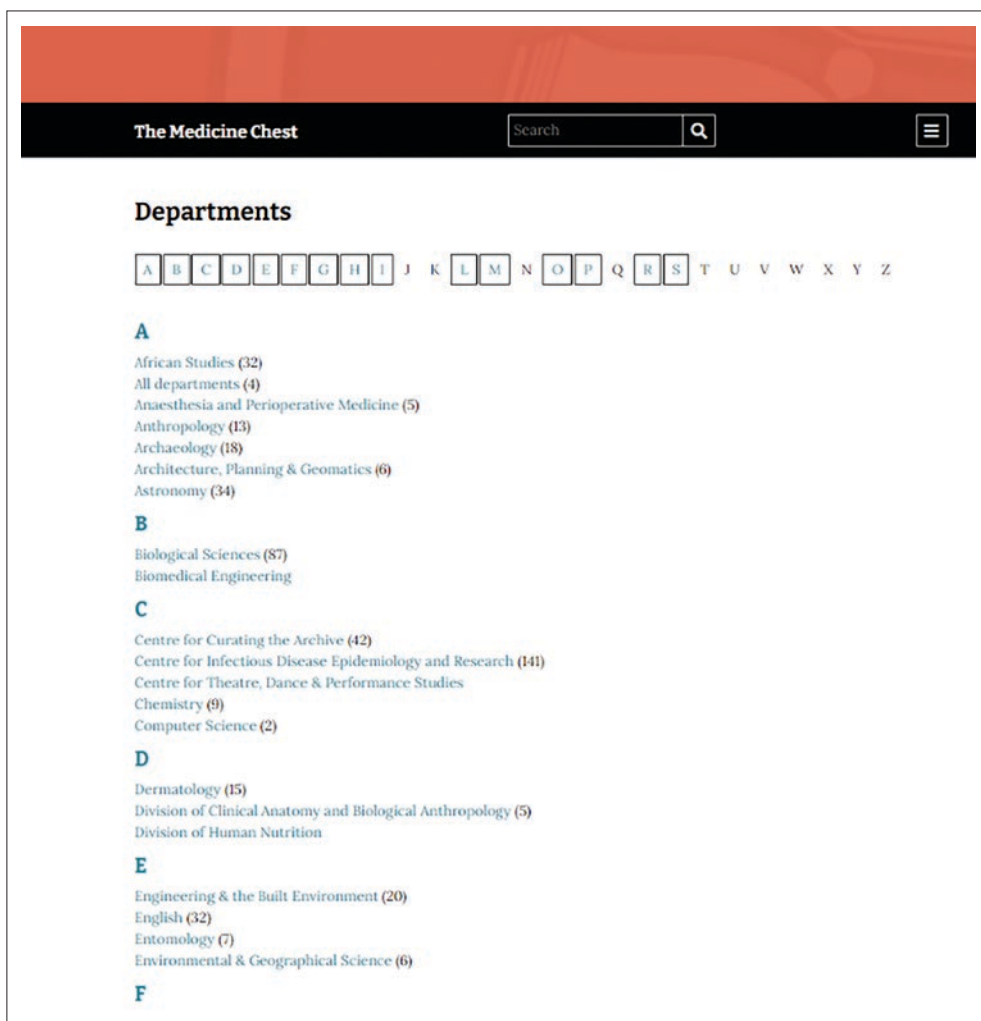 The Medicine Chest
Search
Departments
A B C D E F G H I J K L M N O P Q R S T U V W X Y Z
A
African Studies (32)
All departments (4)
Anaesthesia and Perioperative Medicine (5)
Anthropology (13)
Archaeology (18)
Architecture, Planning & Geomatics (6)
Astronomy (34)
B
Biological Sciences (87)
Biomedical Engineering
C
Centre for Curating the Archive (42)
Centre for Infectious Disease Epidemiology and Research (141)
Centre for Theatre, Dance & Performance Studies
Chemistry (9)
Computer Science (2)
D
Dermatology (15)
Division of Clinical Anatomy and Biological Anthropology (5)
Division of Human Nutrition
E
Engineering & the Built Environment (20)
English (32)
Entomology (7)
Environmental & Geographical Science (6)
F